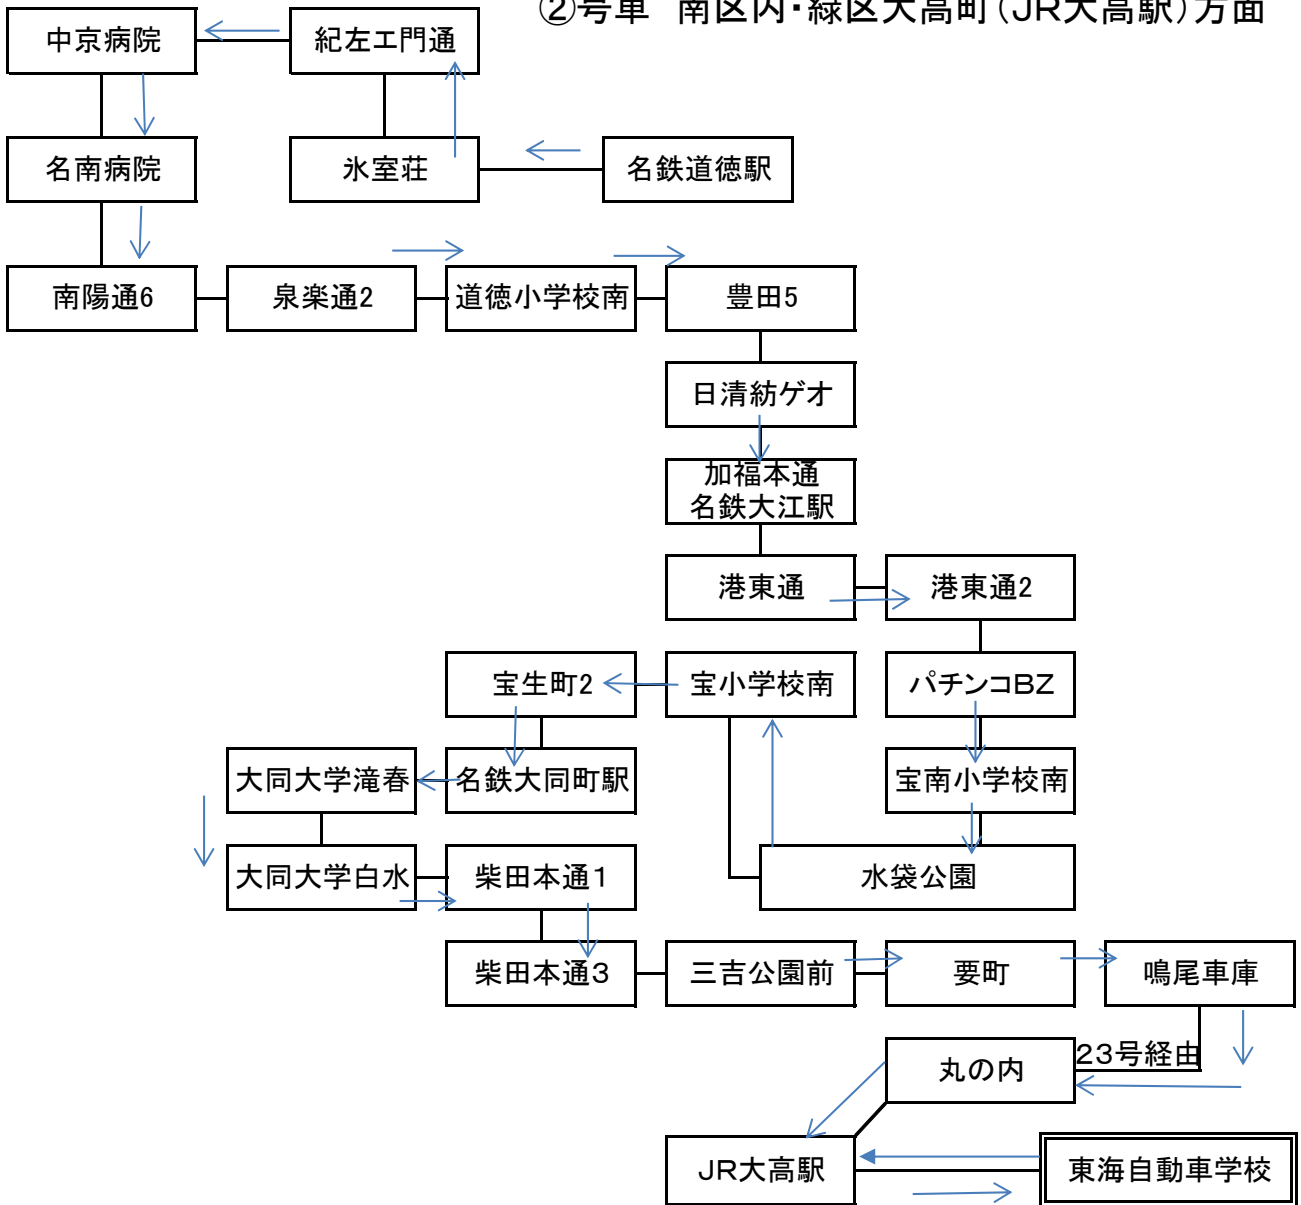 ②号車 南区内・緑区大高町（JR大高駅）方面
中京病院
紀左エ門通
名南病院
氷室荘
名鉄道徳駅
南陽通6
泉楽通2
道徳小学校南
豊田5
日清紡ゲオ
加福本通
名鉄大江駅
港東通
港東通2
宝生町2
宝小学校南
パチンコBZ
大同大学滝春
名鉄大同町駅
宝南小学校南
大同大学白水
柴田本通1
水袋公園
柴田本通3
三吉公園前
要町
鳴尾車庫
丸の内
23号経由
JR大高駅
東海自動車学校